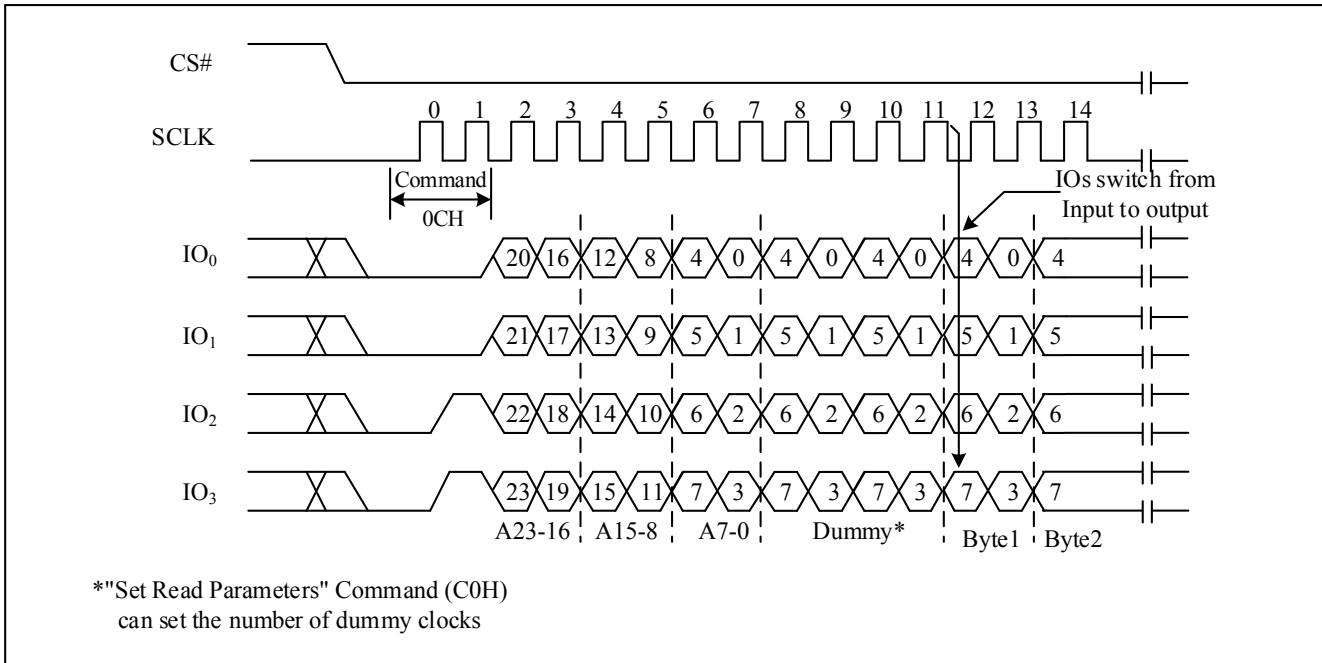 CS#
0 1 2 3 4 5 6 7 8 9 10 11 12 13 14
SCLK
Command
0CH
IOs switch from
Input to output
IO0 20 16 12 8 4 0 4 0 4 0 4 0 4
IO1 21 17 13 9 5 1 5 1 5 1 5 1 5
IO2 22 18 14 10 6 2 6 2 6 2 6 2 6
IO3 23 19 15 11 7 3 7 3 7 3 7 3 7
A23-16 A15-8 A7-0 Dummy* Byte1 Byte2
*"Set Read Parameters" Command (C0H)
can set the number of dummy clocks